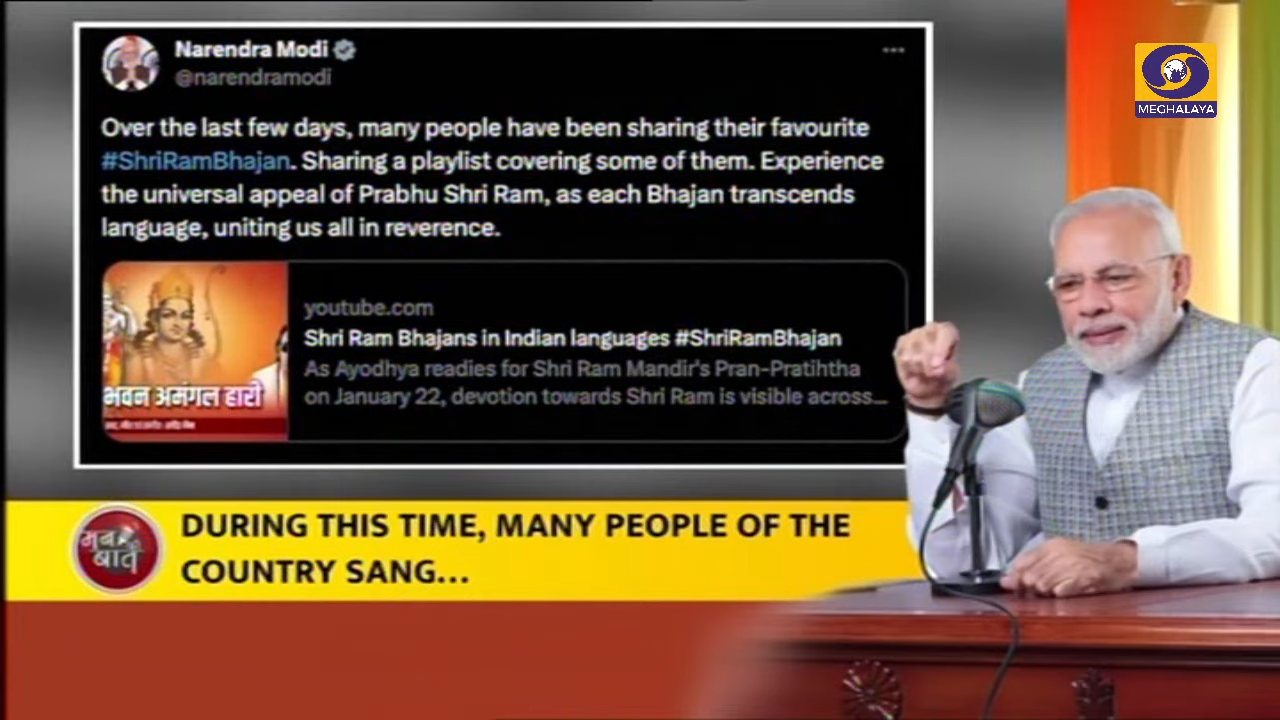 Narendra Modi
@narendramodi
MEGHALAYA
Over the last few days, many people have been sharing their favourite
#ShriRamBhajan. Sharing a playlist covering some of them. Experience
the universal appeal of Prabhu Shri Ram, as each Bhajan transcends
language, uniting us all in reverence.
youtube.com
Shri Ram Bhajans in Indian languages #ShriRamBhajan
As Ayodhya readies for Shri Ram Mandir's Pran-Pratihtha
on January 22, devotion towards Shri Ram is visible across...
भवन अमंगल हारी
मन की
बात
DURING THIS TIME, MANY PEOPLE OF THE
COUNTRY SANG...